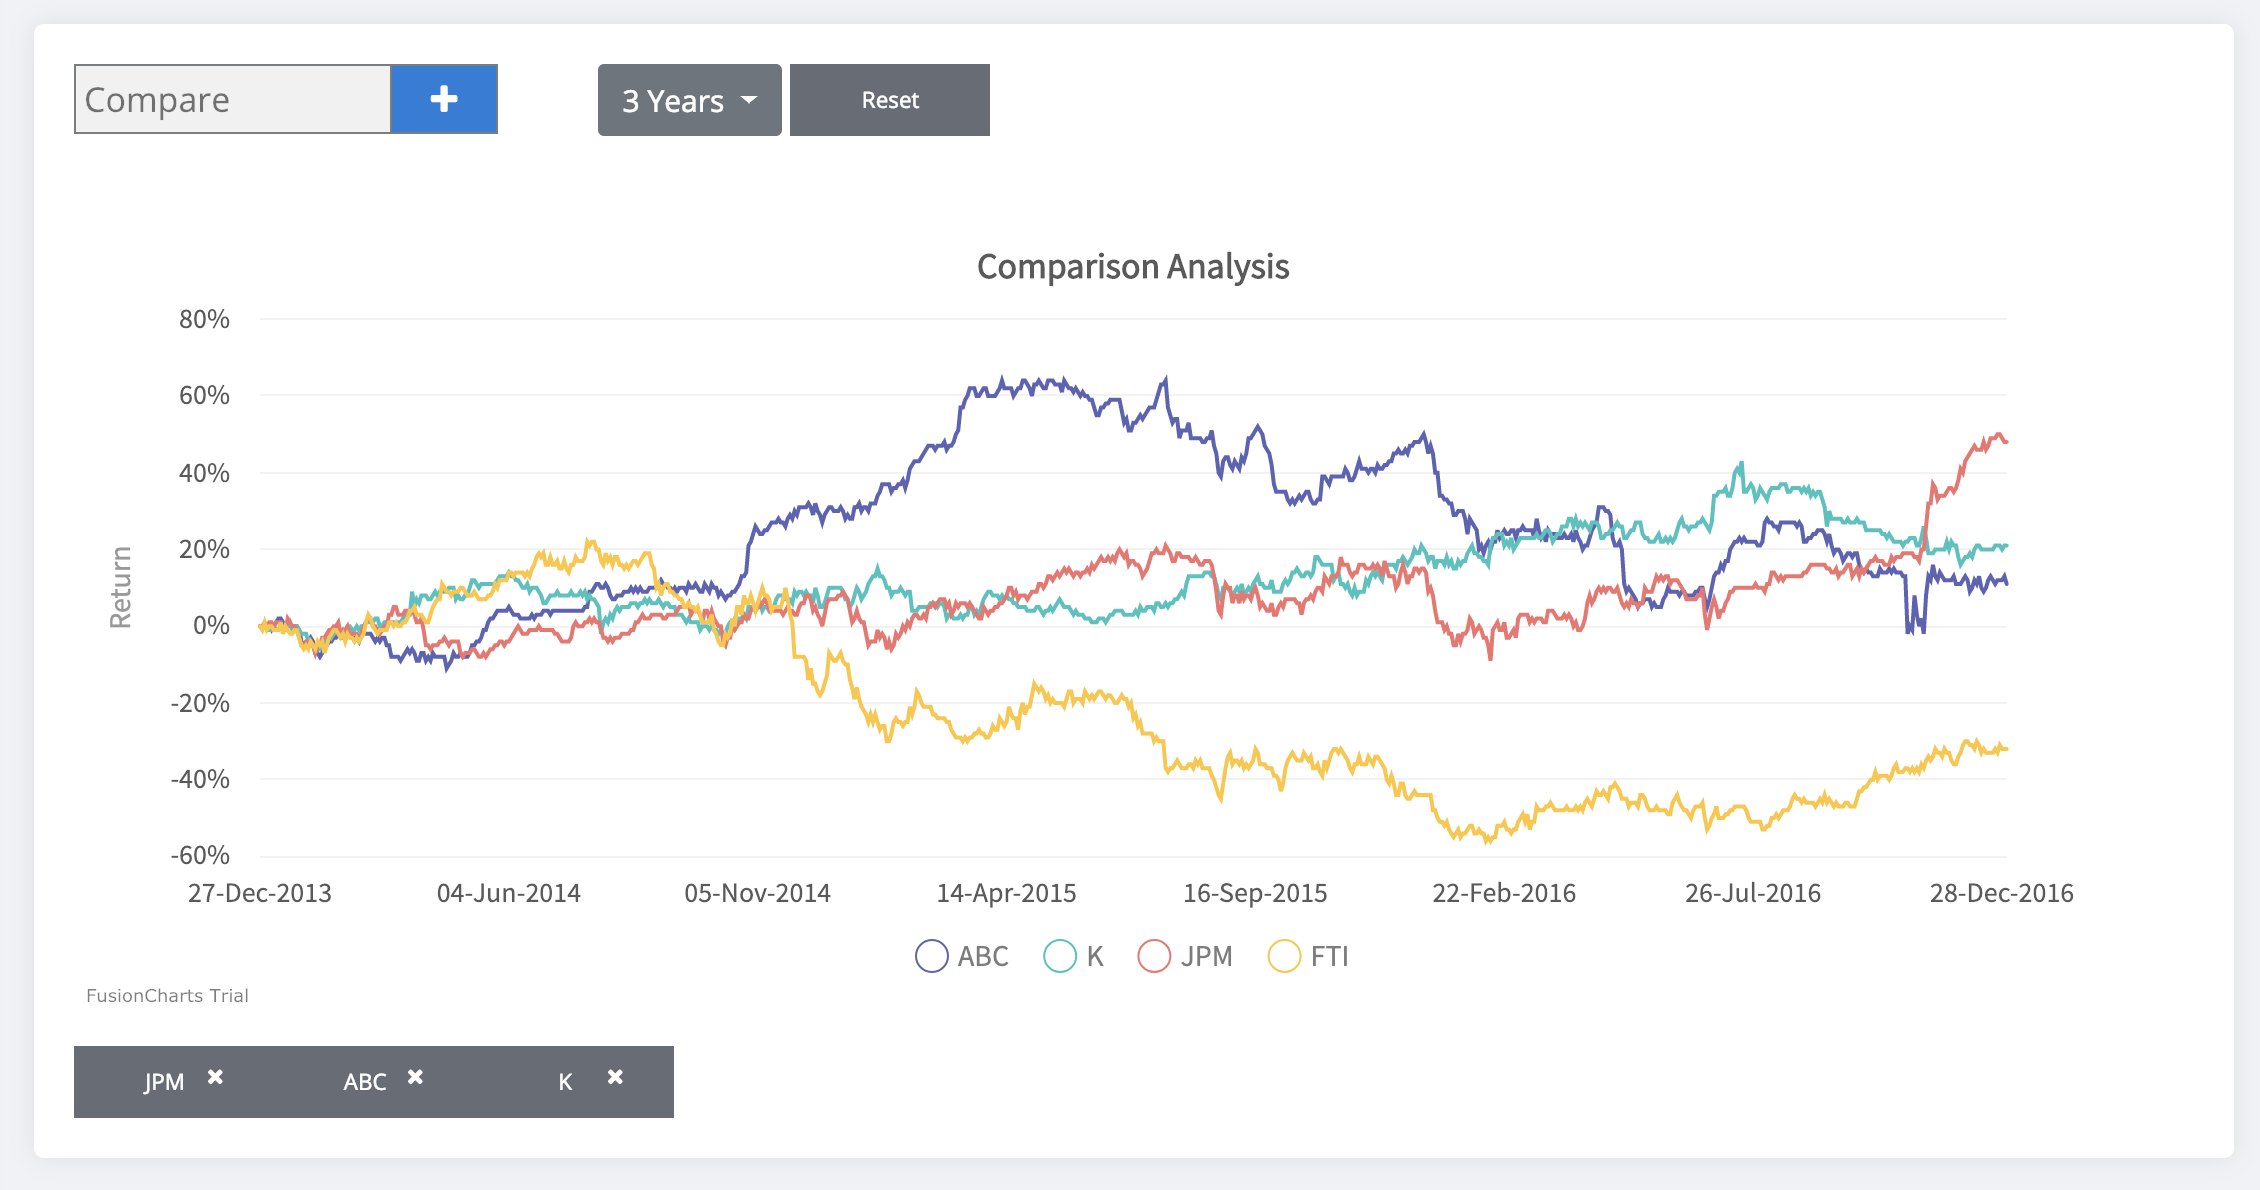 Compare
3 Years
Reset
Comparison Analysis
Return
80%
60%
40%
20%
0%
-20%
-40%
-60%
27-Dec-2013 04-Jun-2014 05-Nov-2014 14-Apr-2015 16-Sep-2015 22-Feb-2016 26-Jul-2016 28-Dec-2016
ABC K JPM FTI
FusionCharts Trial
JPM ABC K